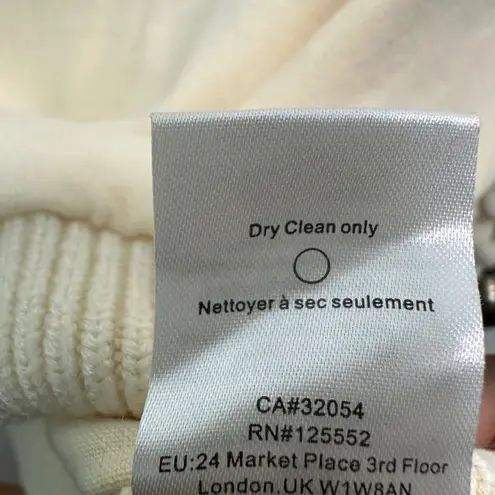 Dry Clean only
Nettoyer à sec seulement
CA#32054
RN#125552
EU:24 Market Place 3rd Floor
London,UK W1W8AN